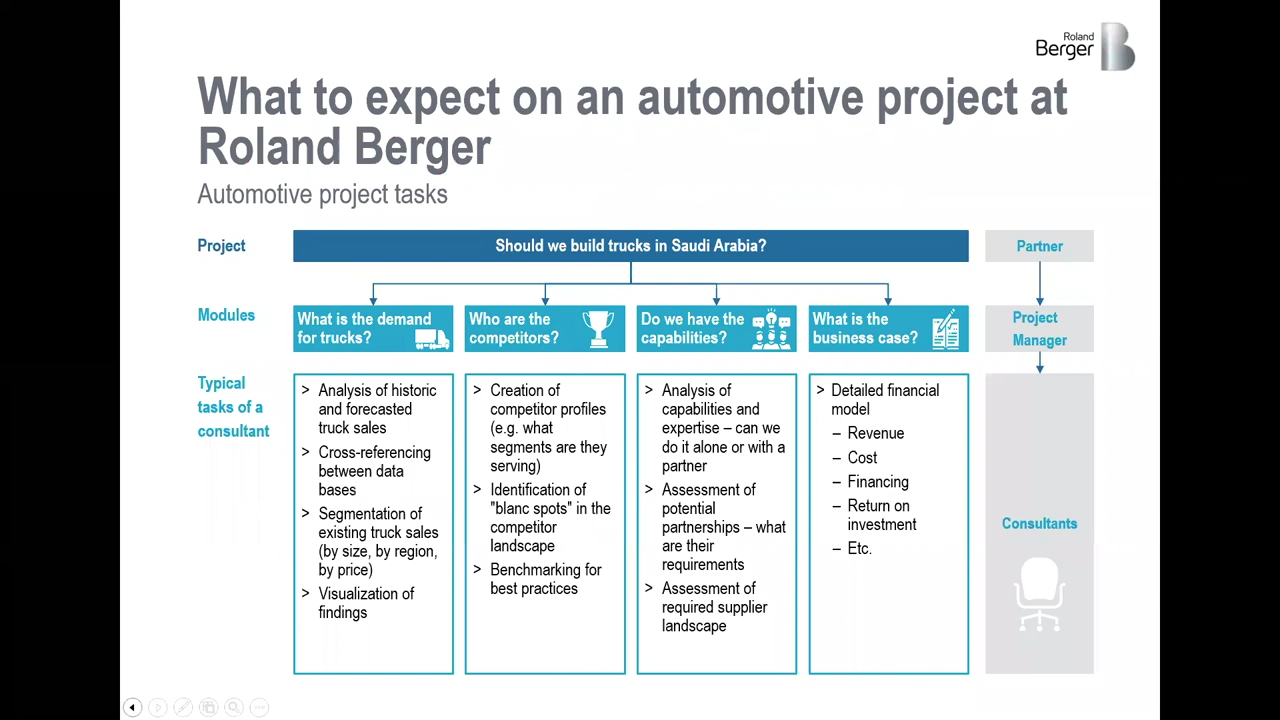 Roland
Berger
What to expect on an automotive project at
Roland Berger
Automotive project tasks
Project
Should we build trucks in Saudi Arabia?
Partner
Modules
What is the demand
for trucks?
Who are the
competitors?
Do we have the
capabilities?
What is the
business case?
Project
Manager
Typical
tasks of a
consultant
> Analysis of historic
and forecasted
truck sales
> Cross-referencing
between data
bases
> Segmentation of
existing truck sales
(by size, by region,
by price)
> Visualization of
findings
> Creation of
competitor profiles
(e.g. what
segments are they
serving)
> Identification of
"blanc spots" in the
competitor
landscape
> Benchmarking for
best practices
> Analysis of
capabilities and
expertise – can we
do it alone or with a
partner
> Assessment of
potential
partnerships – what
are their
requirements
> Assessment of
required supplier
landscape
> Detailed financial
model
– Revenue
– Cost
– Financing
– Return on
investment
– Etc.
Consultants